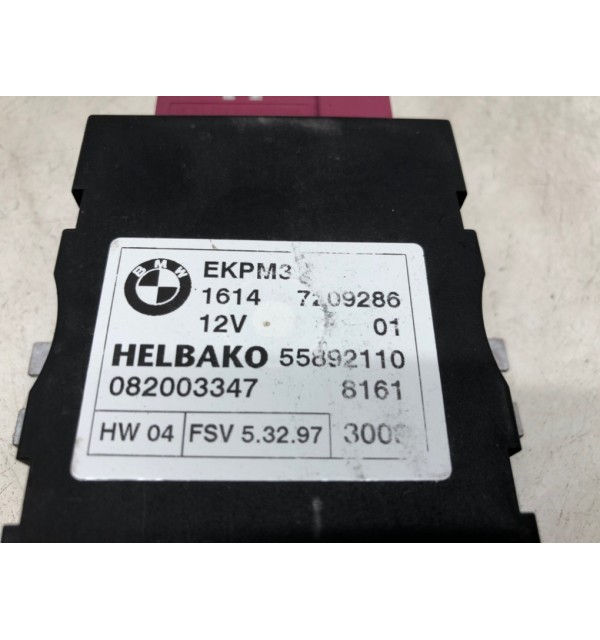 BMW
EKPM3
1614 7209286
12V 01
HELBAKO 55892110
082003347 8161
HW 04 FSV 5.32.97